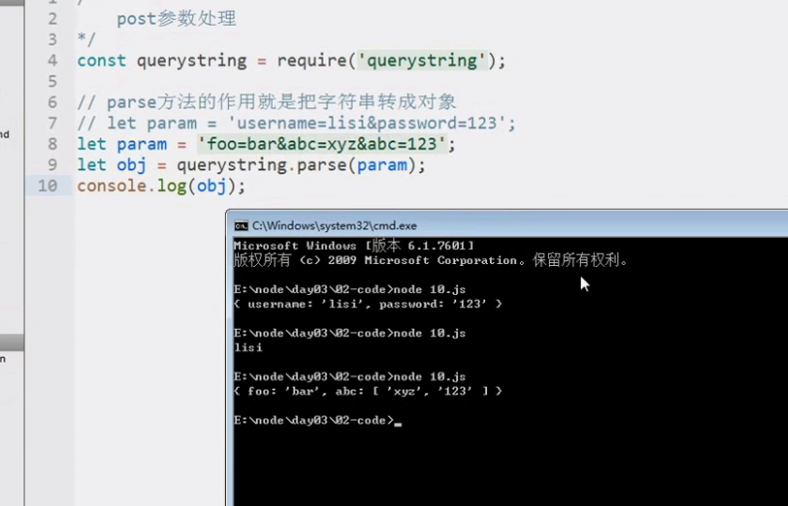 1 /
2 post参数处理
3 */
4 const querystring = require('querystring');
5
6 // parse方法的作用就是把字符串转成对象
7 // let param = 'username=lisi&password=123';
8 let param = 'foo=bar&abc=xyz&abc=123';
9 let obj = querystring.parse(param);
10 console.log(obj);
nd
n
C:\Windows\system32\cmd.exe
Microsoft Windows [版本 6.1.7601]
版权所有 (c) 2009 Microsoft Corporation。保留所有权利。
E:\node\day03\02-code>node 10.js
{ username: 'lisi', password: '123' }
E:\node\day03\02-code>node 10.js
lisi
E:\node\day03\02-code>node 10.js
{ foo: 'bar', abc: [ 'xyz', '123' ] }
E:\node\day03\02-code>